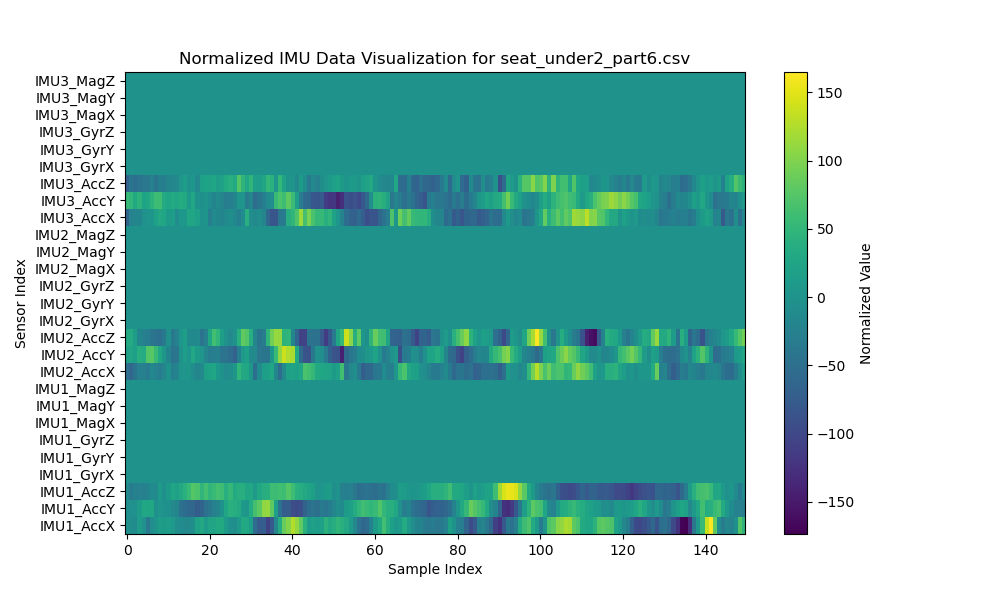 Normalized IMU Data Visualization for seat_under2_part6.csv
Sensor Index
IMU3_MagZ
IMU3_MagY
IMU3_MagX
IMU3_GyrZ
IMU3_GyrY
IMU3_GyrX
IMU3_AccZ
IMU3_AccY
IMU3_AccX
IMU2_MagZ
IMU2_MagY
IMU2_MagX
IMU2_GyrZ
IMU2_GyrY
IMU2_GyrX
IMU2_AccZ
IMU2_AccY
IMU2_AccX
IMU1_MagZ
IMU1_MagY
IMU1_MagX
IMU1_GyrZ
IMU1_GyrY
IMU1_GyrX
IMU1_AccZ
IMU1_AccY
IMU1_AccX
0 20 40 60 80 100 120 140
Sample Index
150
100
50
0
−50
−100
−150
Normalized Value